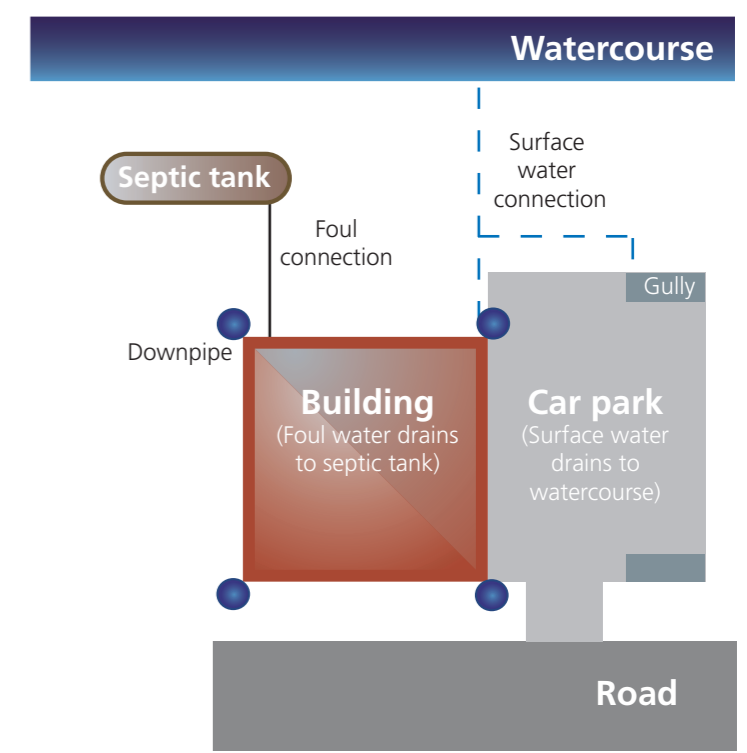 Watercourse
Surface
water
connection
Septic tank
Foul
connection
Gully
Downpipe
Building
(Foul water drains
to septic tank)
Car park
(Surface water
drains to
watercourse)
Road